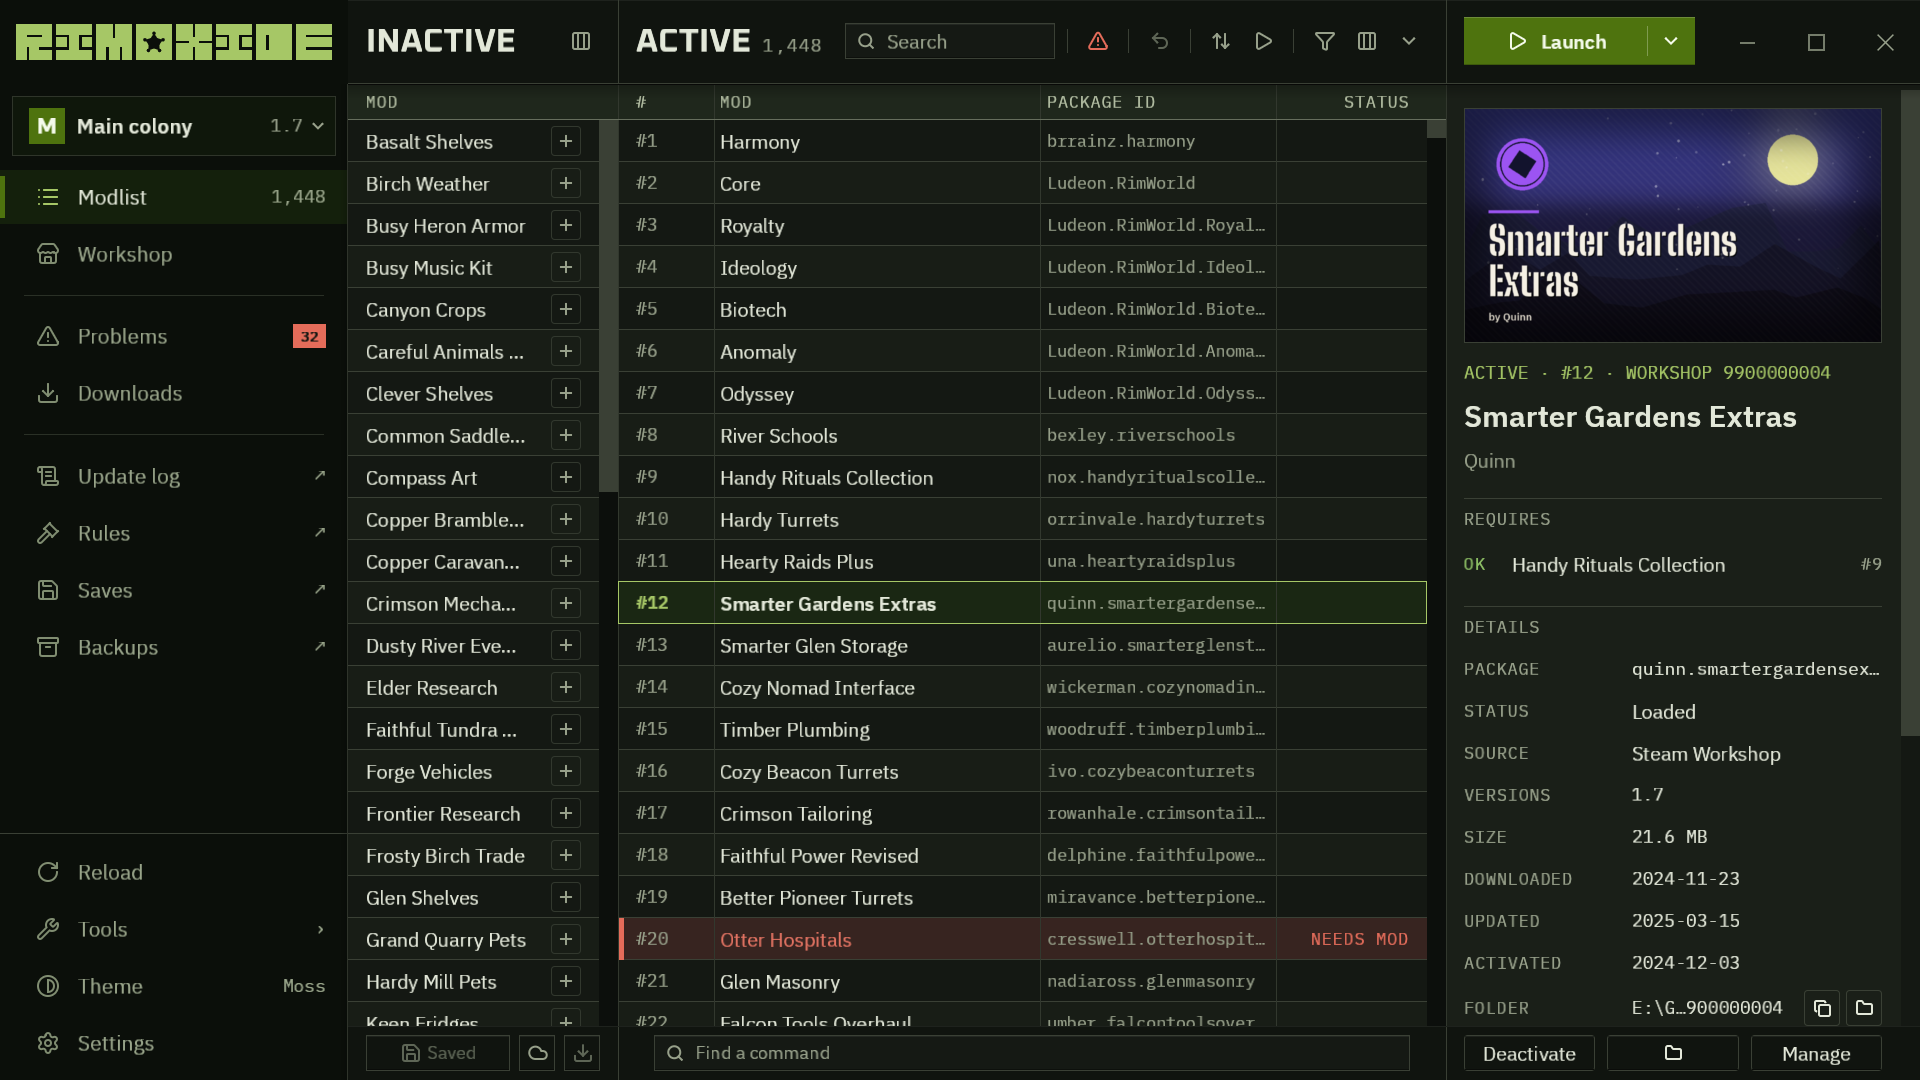 RIMOXIDE
M Main colony 1.7
Modlist 1,448
Workshop
Problems 32
Downloads
Update log
Rules
Saves
Backups
Reload
Tools
Theme Moss
Settings
INACTIVE
MOD
Basalt Shelves
Birch Weather
Busy Heron Armor
Busy Music Kit
Canyon Crops
Careful Animals ...
Clever Shelves
Common Saddle...
Compass Art
Copper Bramble...
Copper Caravan...
Crimson Mecha...
Dusty River Eve...
Elder Research
Faithful Tundra ...
Forge Vehicles
Frontier Research
Frosty Birch Trade
Glen Shelves
Grand Quarry Pets
Hardy Mill Pets
Keen Fridges
Saved
ACTIVE 1,448
Search
# MOD PACKAGE ID STATUS
#1 Harmony brrainz.harmony
#2 Core Ludeon.RimWorld
#3 Royalty Ludeon.RimWorld.Royal…
#4 Ideology Ludeon.RimWorld.Ideol…
#5 Biotech Ludeon.RimWorld.Biote…
#6 Anomaly Ludeon.RimWorld.Anoma…
#7 Odyssey Ludeon.RimWorld.Odyss…
#8 River Schools bexley.riverschools
#9 Handy Rituals Collection nox.handyritualscolle…
#10 Hardy Turrets orrinvale.hardyturrets
#11 Hearty Raids Plus una.heartyraidsplus
#12 Smarter Gardens Extras quinn.smartergardense…
#13 Smarter Glen Storage aurelio.smarterglenst…
#14 Cozy Nomad Interface wickerman.cozynomadin…
#15 Timber Plumbing woodruff.timberplumbi…
#16 Cozy Beacon Turrets ivo.cozybeaconturrets
#17 Crimson Tailoring rowanhale.crimsontail…
#18 Faithful Power Revised delphine.faithfulpowe…
#19 Better Pioneer Turrets miravance.betterpione…
#20 Otter Hospitals cresswell.otterhospit… NEEDS MOD
#21 Glen Masonry nadiaross.glenmasonry
#22 Falcon Tools Overhaul umber.falcontoolsover…
Find a command
Launch
Smarter Gardens
Extras
by Quinn
ACTIVE · #12 · WORKSHOP 9900000004
Smarter Gardens Extras
Quinn
REQUIRES
OK Handy Rituals Collection #9
DETAILS
PACKAGE quinn.smartergardensex…
STATUS Loaded
SOURCE Steam Workshop
VERSIONS 1.7
SIZE 21.6 MB
DOWNLOADED 2024-11-23
UPDATED 2025-03-15
ACTIVATED 2024-12-03
FOLDER E:\G…900000004
Deactivate
Manage